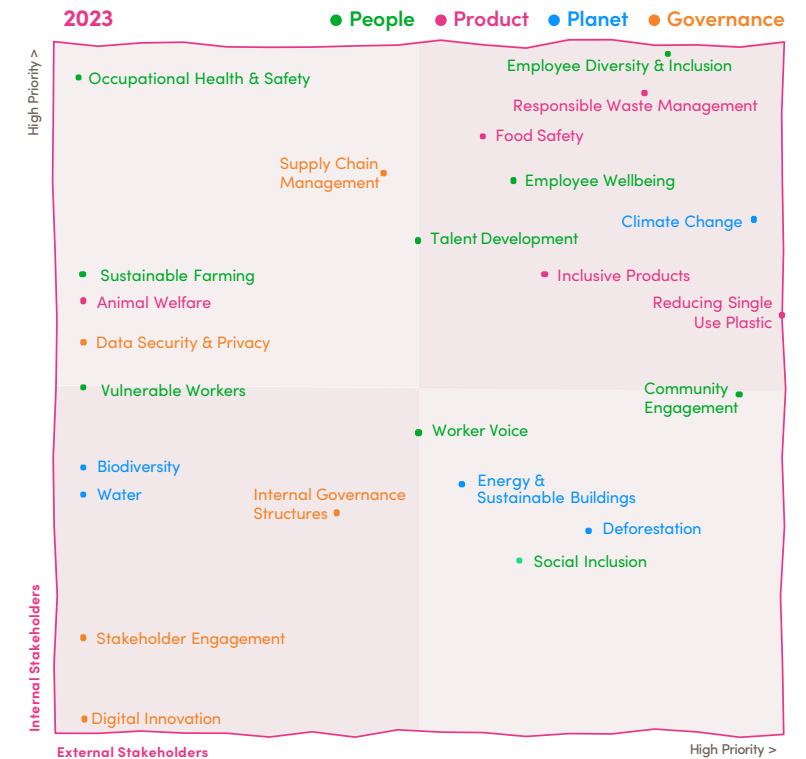 2023
People
Product
Planet
Governance
High Priority >
Employee Diversity & Inclusion
Occupational Health & Safety
Responsible Waste Management
Food Safety
Supply Chain
Management
Employee Wellbeing
Climate Change
Talent Development
Sustainable Farming
Inclusive Products
Animal Welfare
Reducing Single
Use Plastic
Data Security & Privacy
Vulnerable Workers
Community
Engagement
Worker Voice
Biodiversity
Energy &
Sustainable Buildings
Water
Internal Governance
Structures
Deforestation
Social Inclusion
Stakeholder Engagement
Digital Innovation
Internal Stakeholders
External Stakeholders
High Priority >